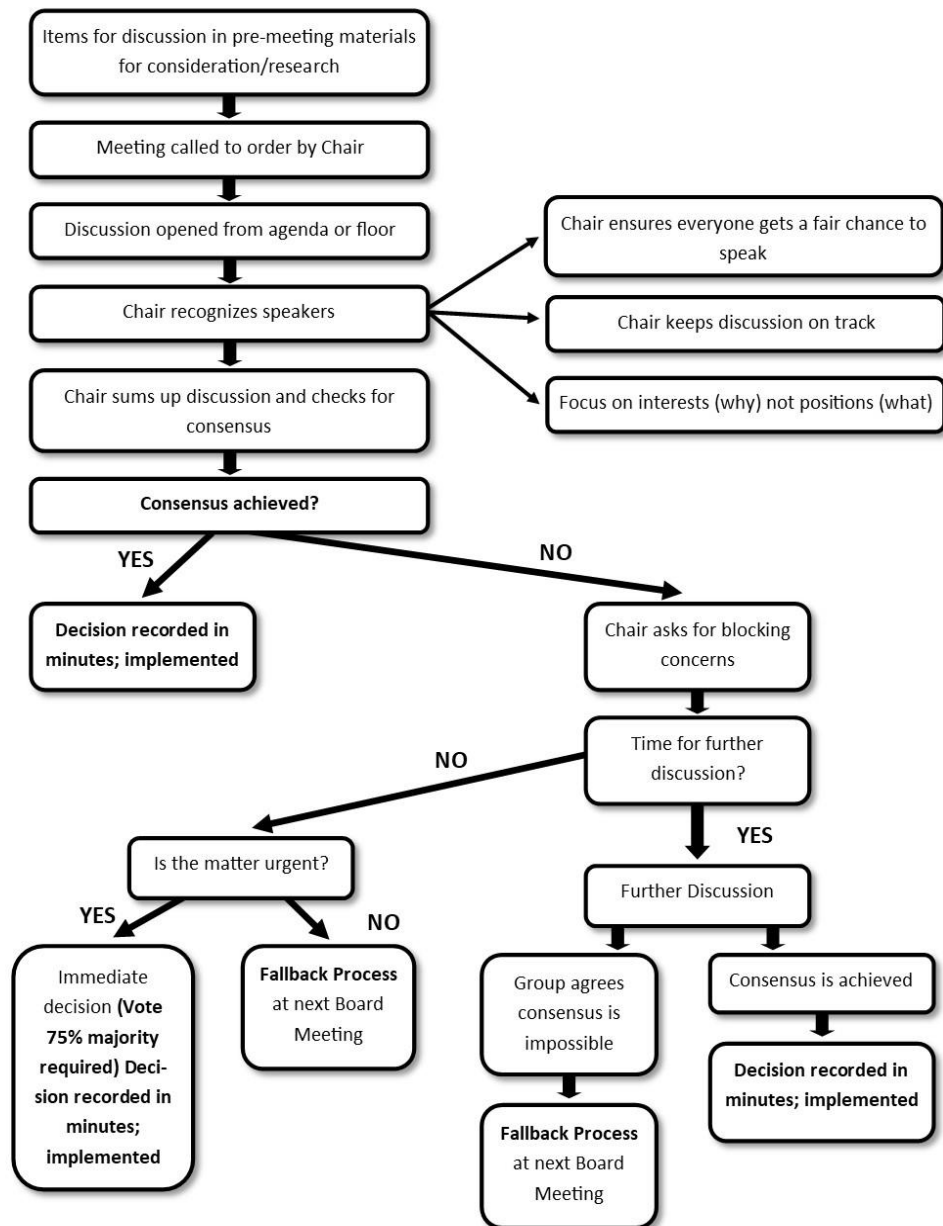 Items for discussion in pre-meeting materials
for consideration/research
Meeting called to order by Chair
Discussion opened from agenda or floor
Chair recognizes speakers
Chair ensures everyone gets a fair chance to
speak
Chair keeps discussion on track
Focus on interests (why) not positions (what)
Chair sums up discussion and checks for
consensus
Consensus achieved?
YES
NO
Decision recorded in
minutes; implemented
Chair asks for blocking
concerns
Time for further
discussion?
NO
YES
Is the matter urgent?
YES
NO
Immediate
decision (Vote
75% majority
required) Deci-
sion recorded in
minutes;
implemented
Fallback Process
at next Board
Meeting
Further Discussion
Group agrees
consensus is
impossible
Fallback Process
at next Board
Meeting
Consensus is achieved
Decision recorded in
minutes; implemented